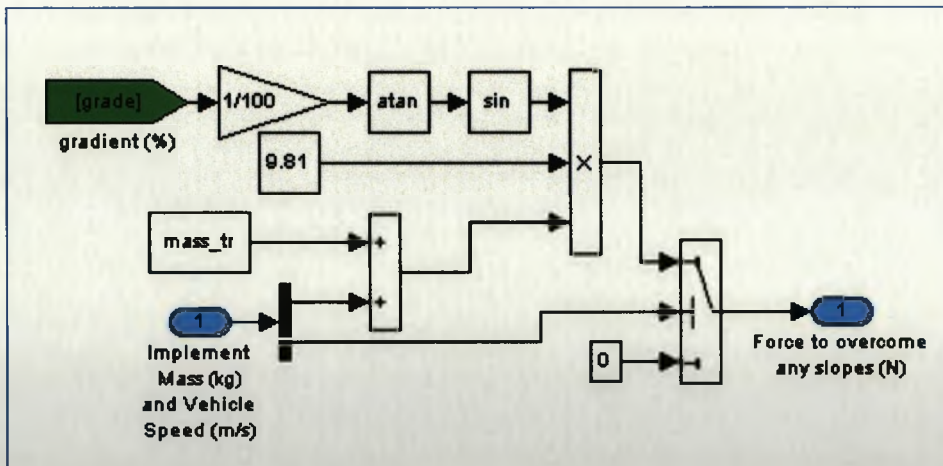 [grade]
gradient (%)
1/100
atan
sin
9.81
×
mass_tr
+
+
1
Implement
Mass (kg)
and Vehicle
Speed (m/s)
0
1
Force to overcome
any slopes (N)